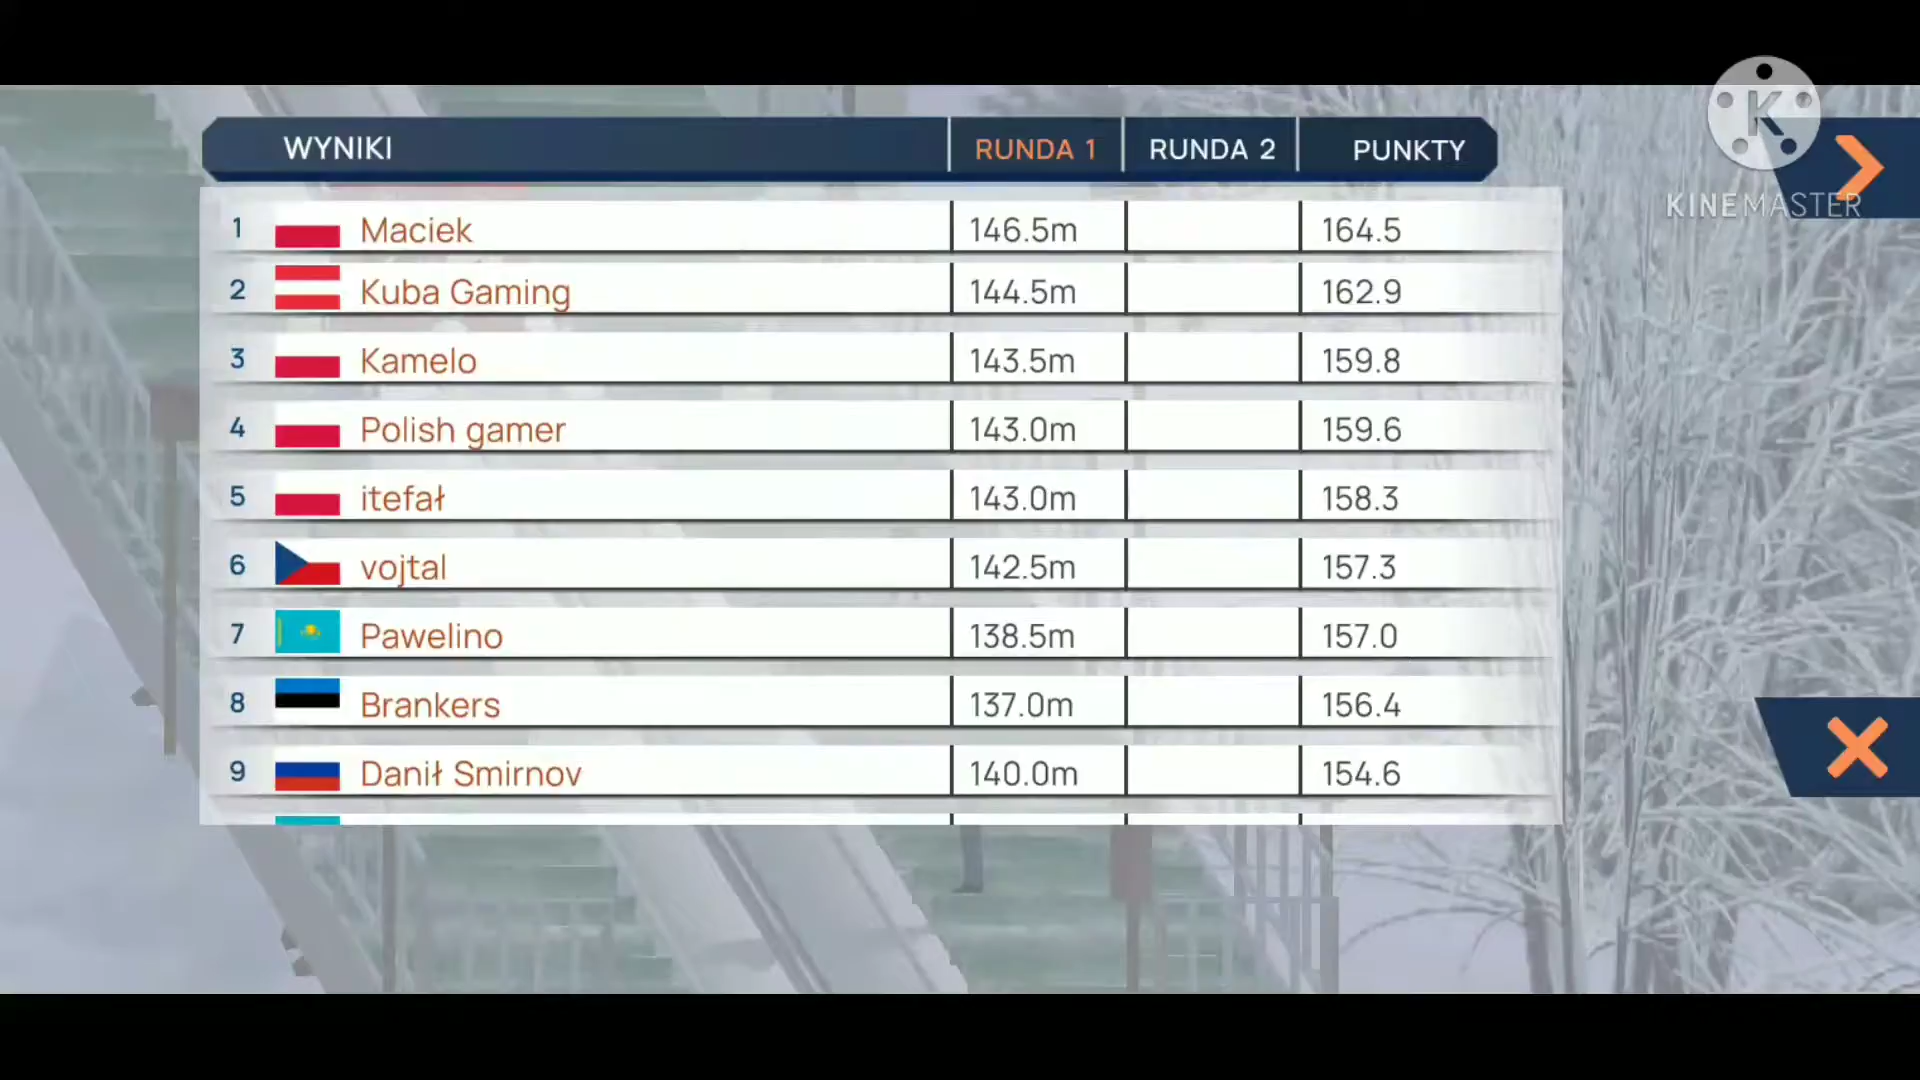 WYNIKI RUNDA 1 RUNDA 2 PUNKTY
1 Maciek 146.5m 164.5
2 Kuba Gaming 144.5m 162.9
3 Kamelo 143.5m 159.8
4 Polish gamer 143.0m 159.6
5 itefał 143.0m 158.3
6 vojtal 142.5m 157.3
7 Pawelino 138.5m 157.0
8 Brankers 137.0m 156.4
9 Danił Smirnov 140.0m 154.6
K
KINEMASTER